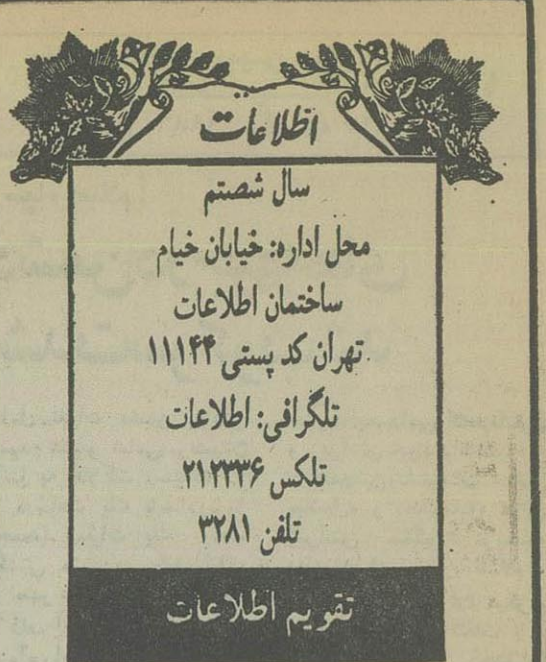 اطلاعات
سال شصتم
محل اداره: خیابان خیام
ساختمان اطلاعات
تهران کد پستی ۱۱۱۴۴
تلگرافی: اطلاعات
تلکس ۲۱۲۳۳۶
تلفن ۳۲۸۱
تقویم اطلاعات